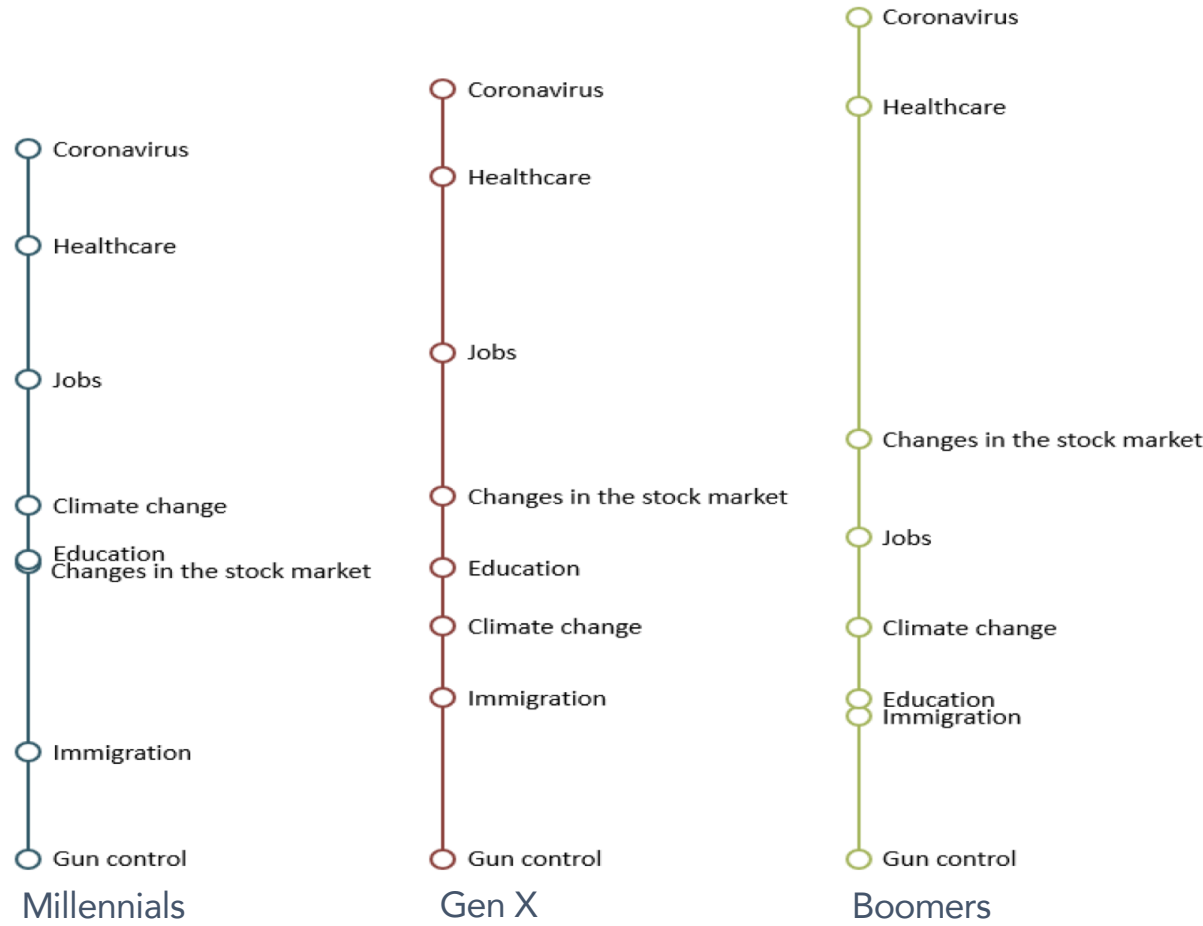 Coronavirus
Healthcare
Jobs
Climate change
Education
Changes in the stock market
Immigration
Gun control
Millennials
Coronavirus
Healthcare
Jobs
Changes in the stock market
Education
Climate change
Immigration
Gun control
Gen X
Coronavirus
Healthcare
Changes in the stock market
Jobs
Climate change
Education
Immigration
Gun control
Boomers